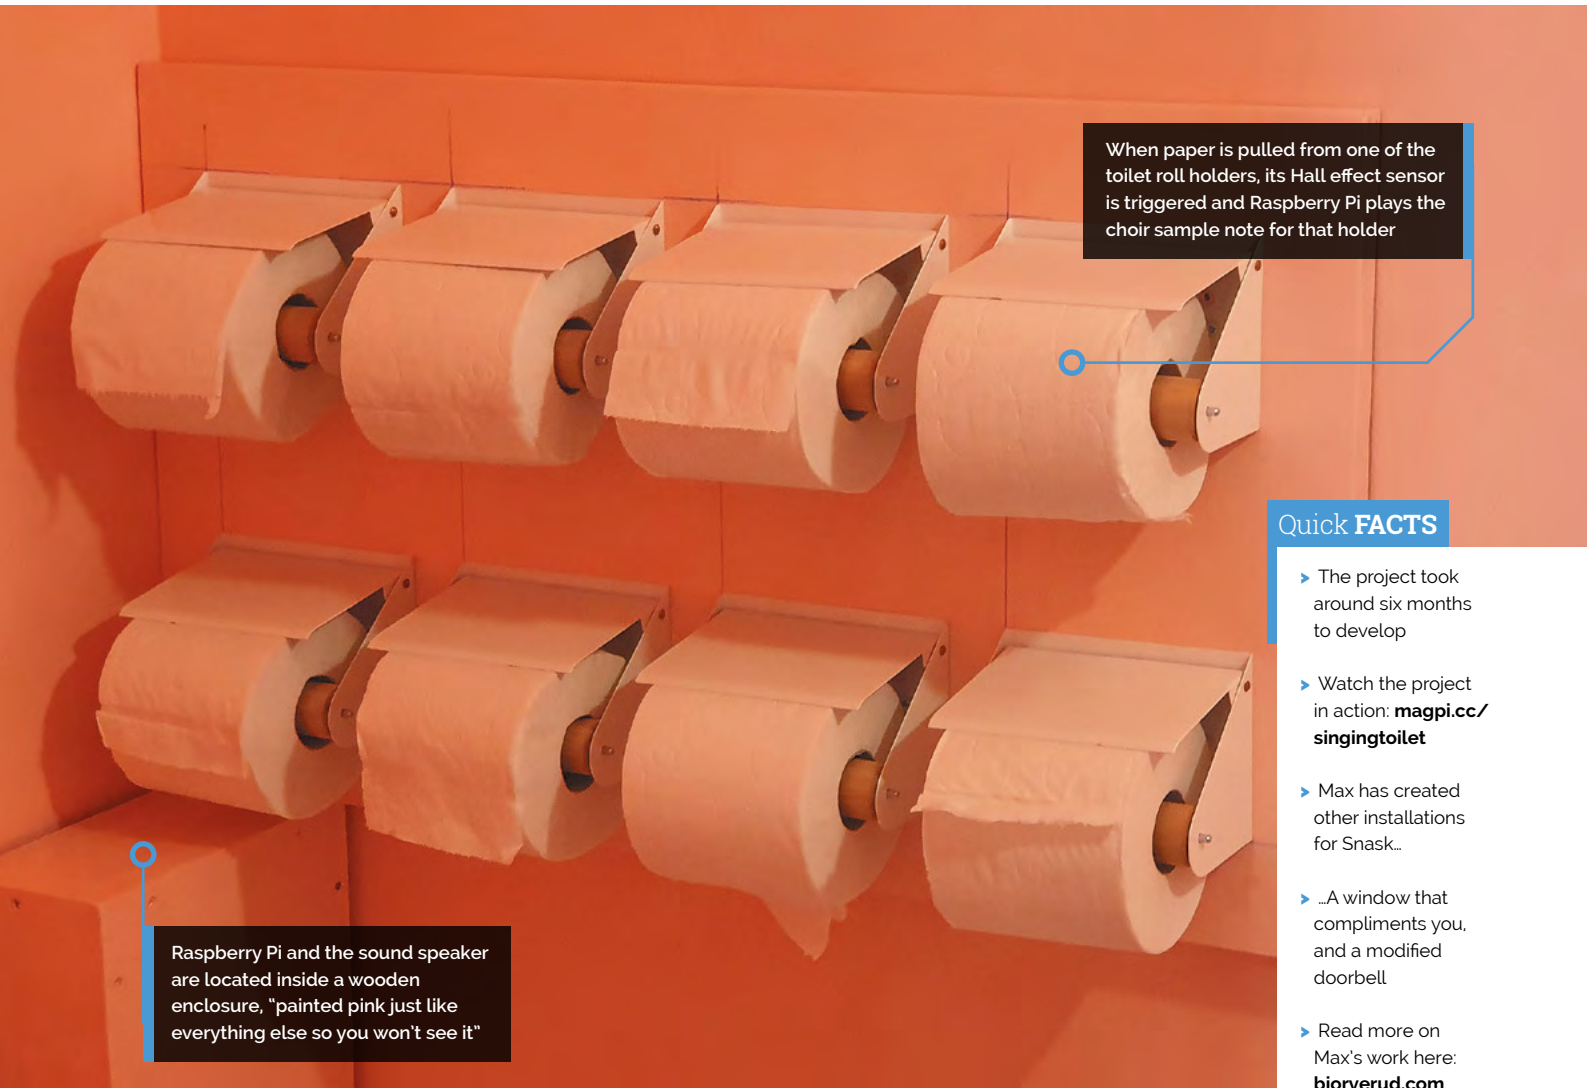 When paper is pulled from one of the
toilet roll holders, its Hall effect sensor
is triggered and Raspberry Pi plays the
choir sample note for that holder
Raspberry Pi and the sound speaker
are located inside a wooden
enclosure, “painted pink just like
everything else so you won’t see it”
Quick FACTS
> The project took
around six months
to develop
> Watch the project
in action: magpi.cc/
singingtoilet
> Max has created
other installations
for Snask…
> …A window that
compliments you,
and a modified
doorbell
> Read more on
Max’s work here:
bjorverud.com